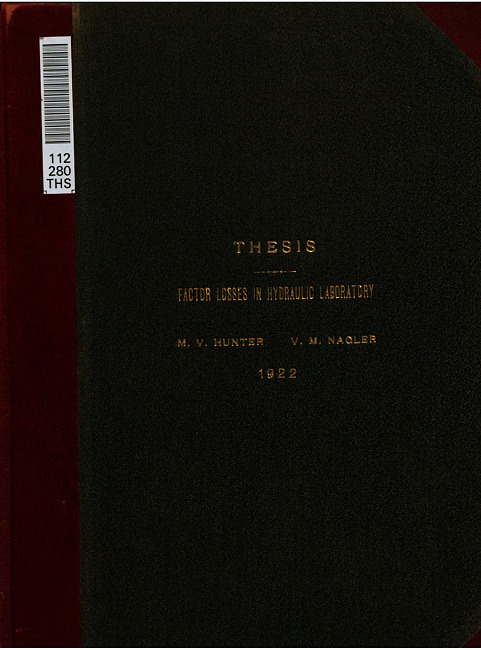 112
280
THS
THESIS
FACTOR LOSSES IN HYDRAULIC LABORATORY
M. V. HUNTER V. M. NAGLER
1922